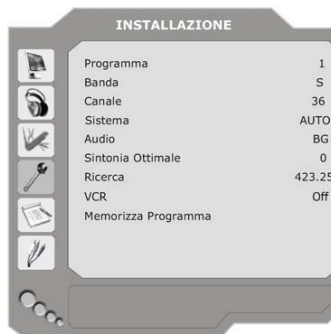 INSTALLAZIONE
Programma 1
Banda S
Canale 36
Sistema AUTO
Audio BG
Sintonia Ottimale 0
Ricerca 423.25
VCR Off
Memorizza Programma